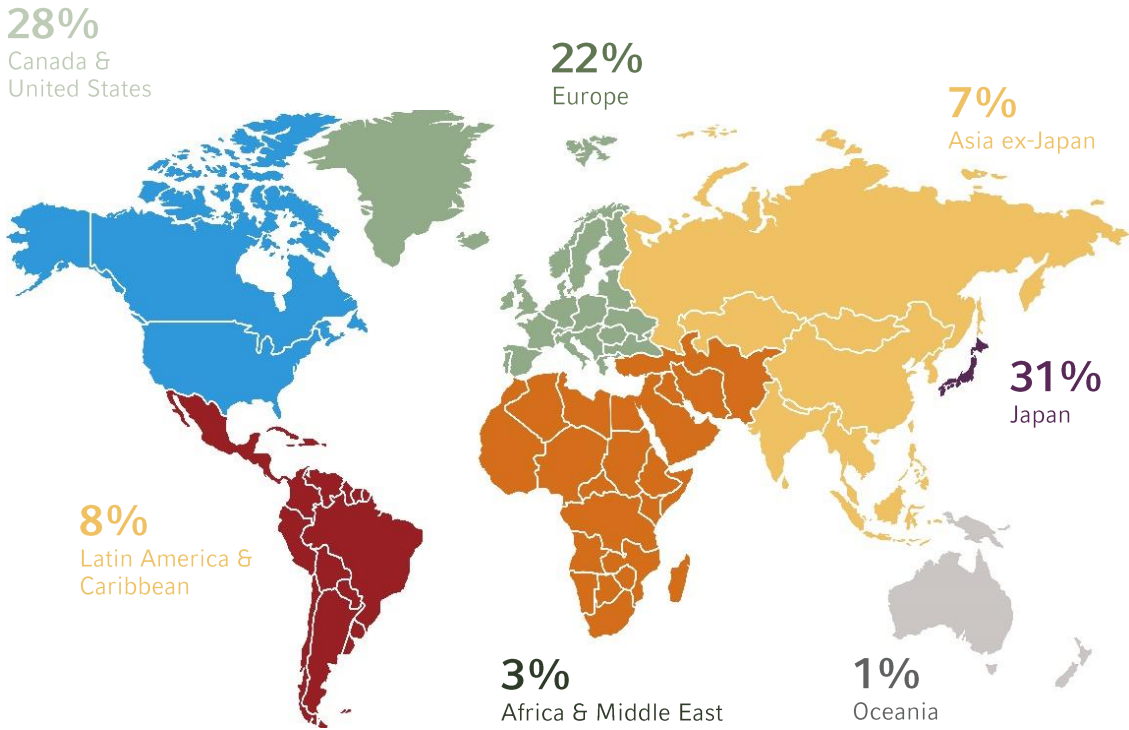 28%
Canada &
United States
22%
Europe
7%
Asia ex-Japan
31%
Japan
8%
Latin America &
Caribbean
3%
Africa & Middle East
1%
Oceania